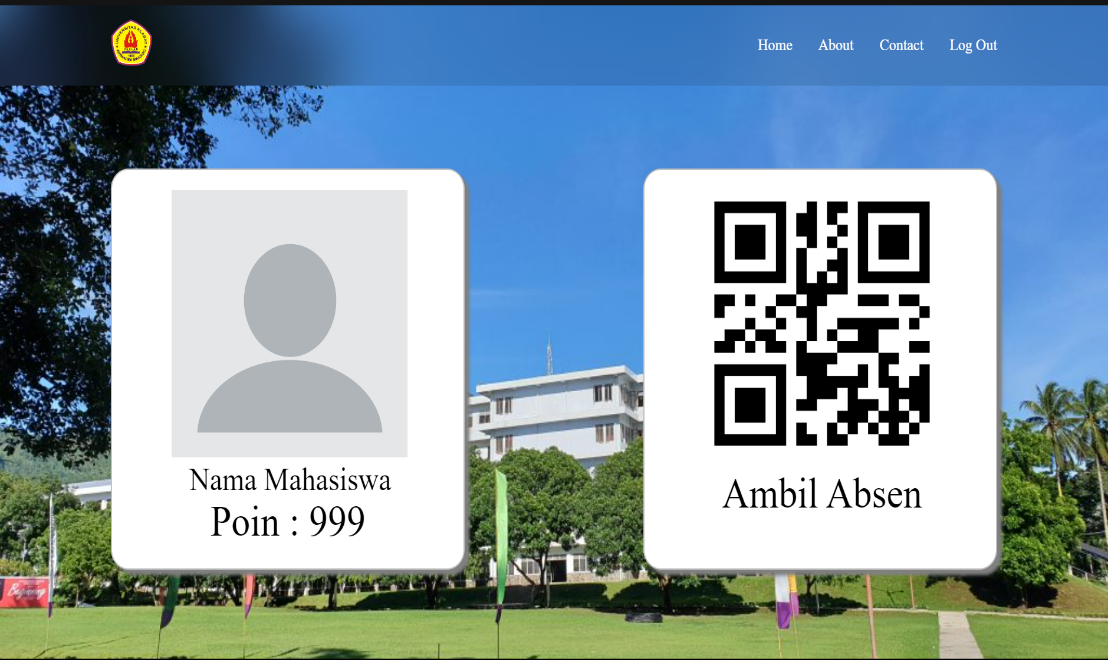 Home About Contact Log Out
Nama Mahasiswa
Poin : 999
Ambil Absen